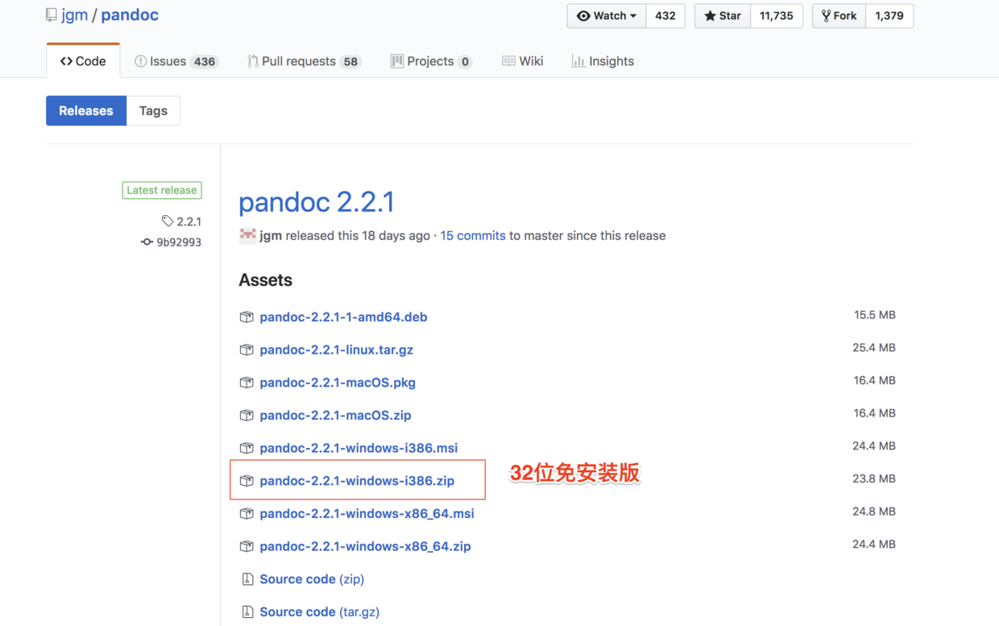 jgm / pandoc
Watch 432 Star 11,735 Fork 1,379
Code Issues 436 Pull requests 58 Projects 0 Wiki Insights
Releases Tags
Latest release
2.2.1
9b92993
pandoc 2.2.1
jgm released this 18 days ago · 15 commits to master since this release
Assets
pandoc-2.2.1-1-amd64.deb 15.5 MB
pandoc-2.2.1-linux.tar.gz 25.4 MB
pandoc-2.2.1-macOS.pkg 16.4 MB
pandoc-2.2.1-macOS.zip 16.4 MB
pandoc-2.2.1-windows-i386.msi 24.4 MB
pandoc-2.2.1-windows-i386.zip 32位免安装版 23.8 MB
pandoc-2.2.1-windows-x86_64.msi 24.8 MB
pandoc-2.2.1-windows-x86_64.zip 24.4 MB
Source code (zip)
Source code (tar.gz)